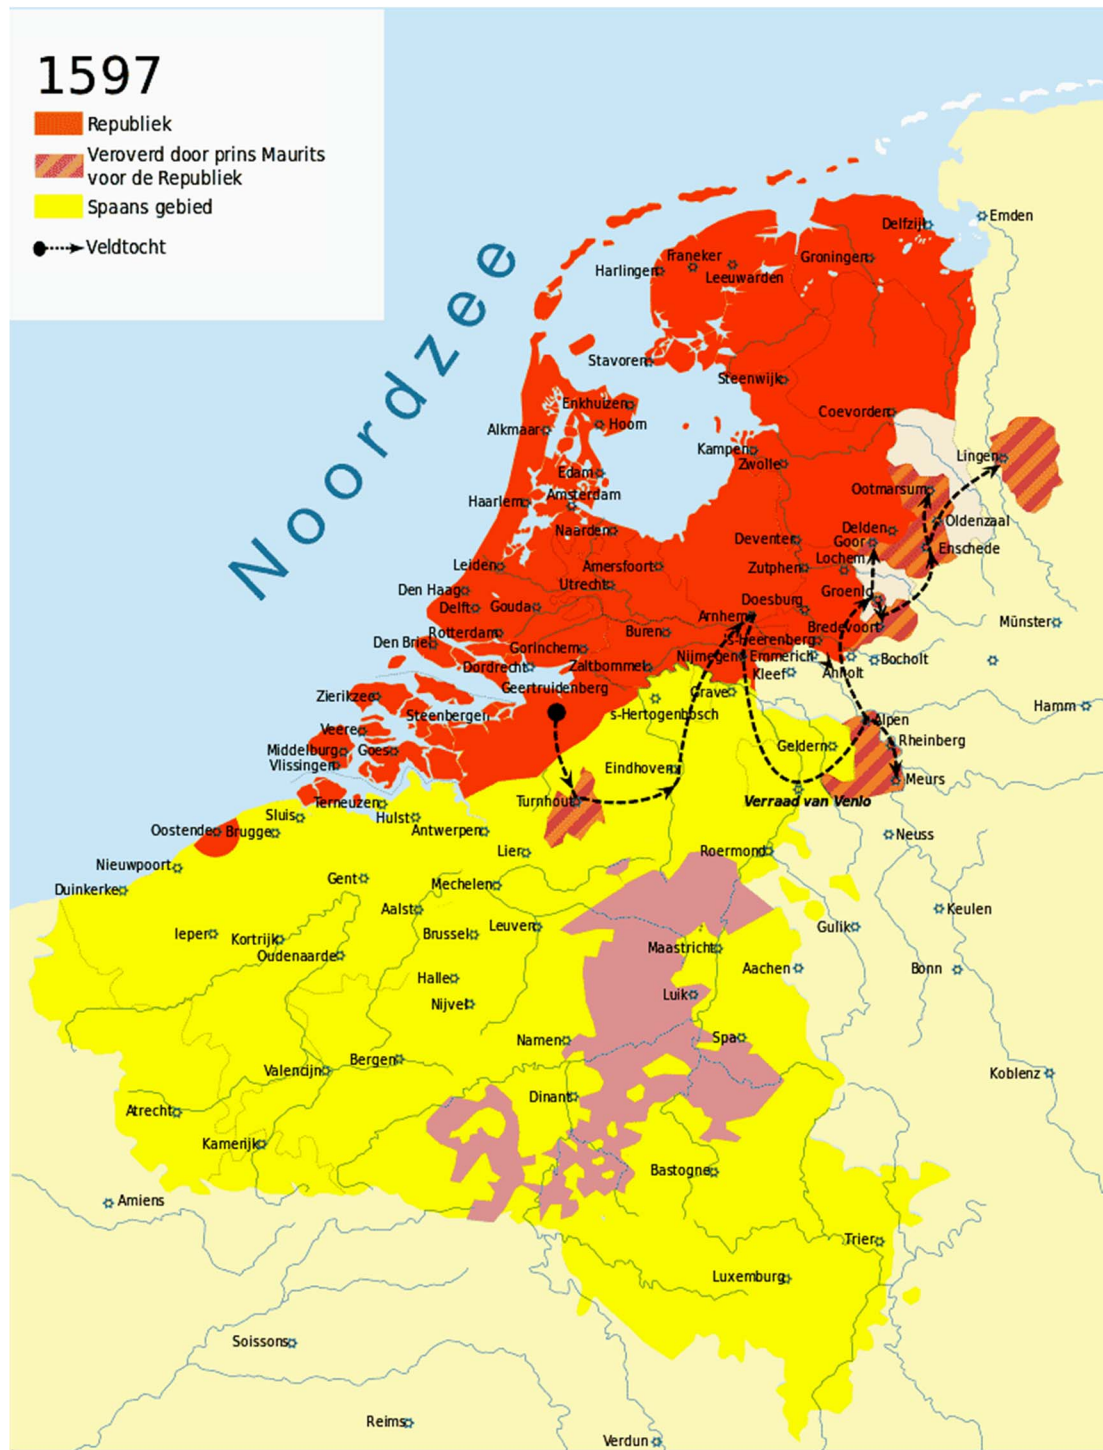 1597
Republiek
Veroverd door prins Maurits
voor de Republiek
Spaans gebied
Veldtocht
Noordzee
Emden
Delfzijl
Franeker
Groningen
Harlingen
Leeuwarden
Stavoren
Steenwijk
Enkhuizen
Coevorden
Alkmaar
Hoorn
Kampen
Zwolle
Lingen
Edam
Ootmarsum
Haarlem
Amsterdam
Oldenzaal
Naarden
Delden
Deventer
Goor
Enschede
Leiden
Amersfoort
Lochem
Zutphen
Utrecht
Den Haag
Groenlo
Delft
Gouda
Doesburg
Arnhem
Münster
Rotterdam
Buren
Bredevoort
Den Briel
's-Heerenberg
Gorinchem
Nijmegen
Emmerich
Bocholt
Dordrecht
Zaltbommel
Kleef
Anholt
Geertruidenberg
Grave
Zierikzee
Steenbergen
s-Hertogenbosch
Hamm
Alpen
Veere
Rheinberg
Middelburg
Goes
Geldern
Vlissingen
Eindhoven
Meurs
Terneuzen
Turnhout
Verraad van Venlo
Sluis
Hulst
Oostende
Brugge
Antwerpen
Neuss
Lier
Roermond
Nieuwpoort
Gent
Mechelen
Duinkerke
Aalst
Keulen
Ieper
Kortrijk
Brussel
Leuven
Gulik
Oudenaarde
Maastricht
Aachen
Bonn
Halle
Luik
Nijvel
Namen
Spa
Bergen
Valencijn
Koblenz
Dinant
Atrecht
Kamerijk
Bastogne
Amiens
Trier
Luxemburg
Soissons
Reims
Verdun